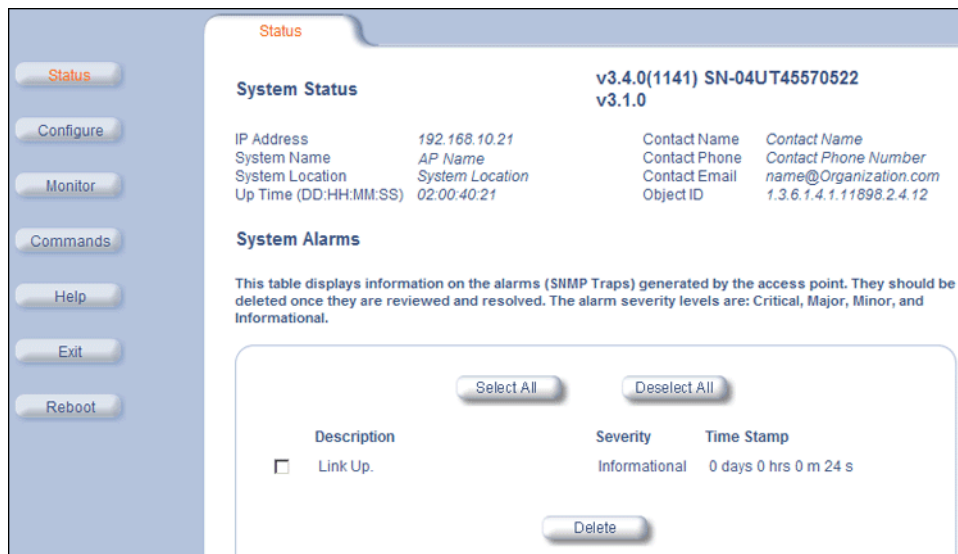 Status
Status
Configure
Monitor
Commands
Help
Exit
Reboot
System Status
v3.4.0(1141) SN-04UT45570522
v3.1.0
IP Address 192.168.10.21 Contact Name Contact Name
System Name AP Name Contact Phone Contact Phone Number
System Location System Location Contact Email name@Organization.com
Up Time (DD:HH:MM:SS) 02:00:40:21 Object ID 1.3.6.1.4.1.11898.2.4.12
System Alarms
This table displays information on the alarms (SNMP Traps) generated by the access point. They should be
deleted once they are reviewed and resolved. The alarm severity levels are: Critical, Major, Minor, and
Informational.
Select All Deselect All
Description Severity Time Stamp
Link Up. Informational 0 days 0 hrs 0 m 24 s
Delete